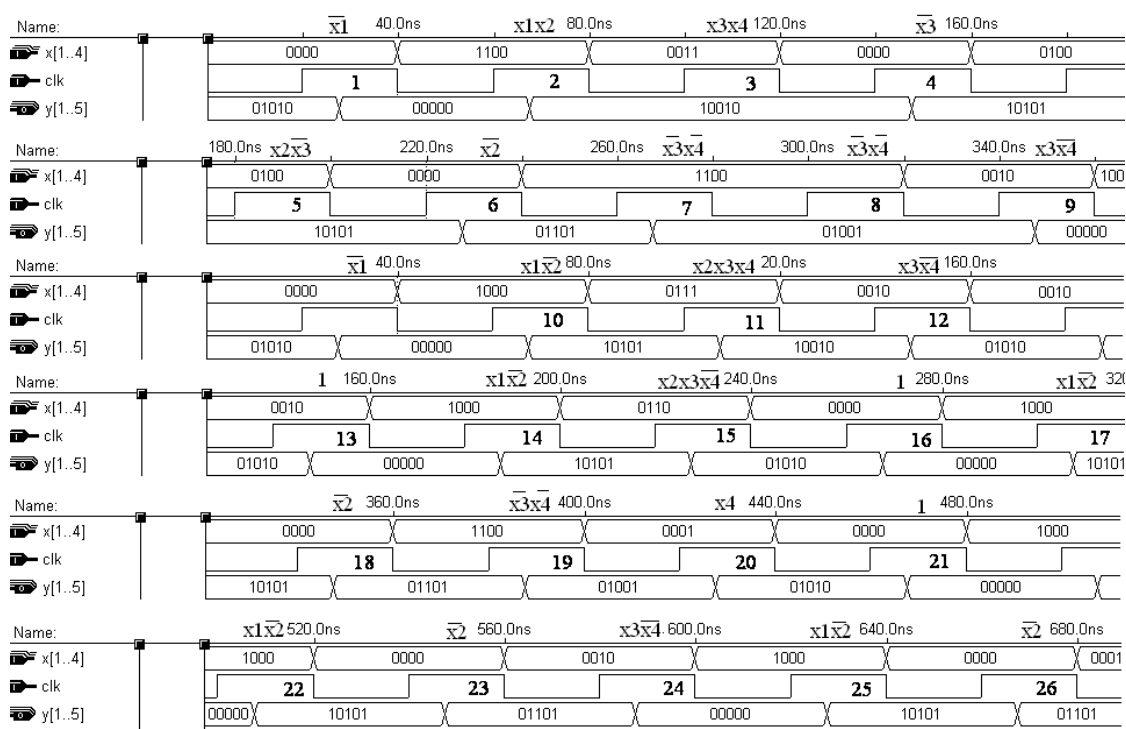 Name: x̅1̅ 40.0ns x1x2 80.0ns x3x4 120.0ns x̅3̅ 160.0ns
x[1..4] 0000 1100 0011 0000 0100
clk 1 2 3 4
y[1..5] 01010 00000 10010 10101
Name: 180.0ns x2x̅3̅ 220.0ns x̅2̅ 260.0ns x̅3x4̅ 300.0ns x̅3x4̅ 340.0ns x3x̅4̅
x[1..4] 0100 0000 1100 0010 100
clk 5 6 7 8 9
y[1..5] 10101 01101 01001 00000
Name: x̅1̅ 40.0ns x1x̅2̅ 80.0ns x2x3x4 20.0ns x3x̅4̅ 160.0ns
x[1..4] 0000 1000 0111 0010 0010
clk 10 11 12
y[1..5] 01010 00000 10101 10010 01010
Name: 1 160.0ns x1x̅2̅ 200.0ns x2x3x̅4̅ 240.0ns 1 280.0ns x1x̅2̅ 320
x[1..4] 0010 1000 0110 0000 1000
clk 13 14 15 16 17
y[1..5] 01010 00000 10101 01010 00000 10101
Name: x̅2̅ 360.0ns x̅3x4̅ 400.0ns x4 440.0ns 1 480.0ns
x[1..4] 0000 1100 0001 0000 1000
clk 18 19 20 21
y[1..5] 10101 01101 01001 01010 00000
Name: x1x̅2̅ 520.0ns x̅2̅ 560.0ns x3x̅4̅ 600.0ns x1x̅2̅ 640.0ns x̅2̅ 680.0ns
x[1..4] 1000 0000 0010 1000 0000 0001
clk 22 23 24 25 26
y[1..5] 00000 10101 01101 00000 10101 01101